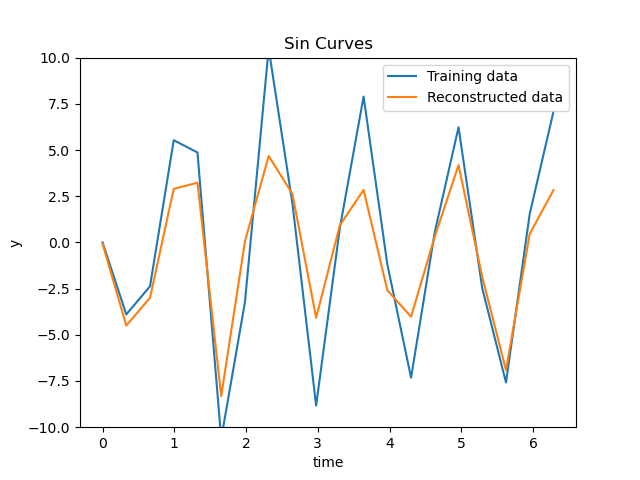 Sin Curves
Training data
Reconstructed data
10.0
7.5
5.0
2.5
0.0
−2.5
−5.0
−7.5
−10.0
y
0 1 2 3 4 5 6
time